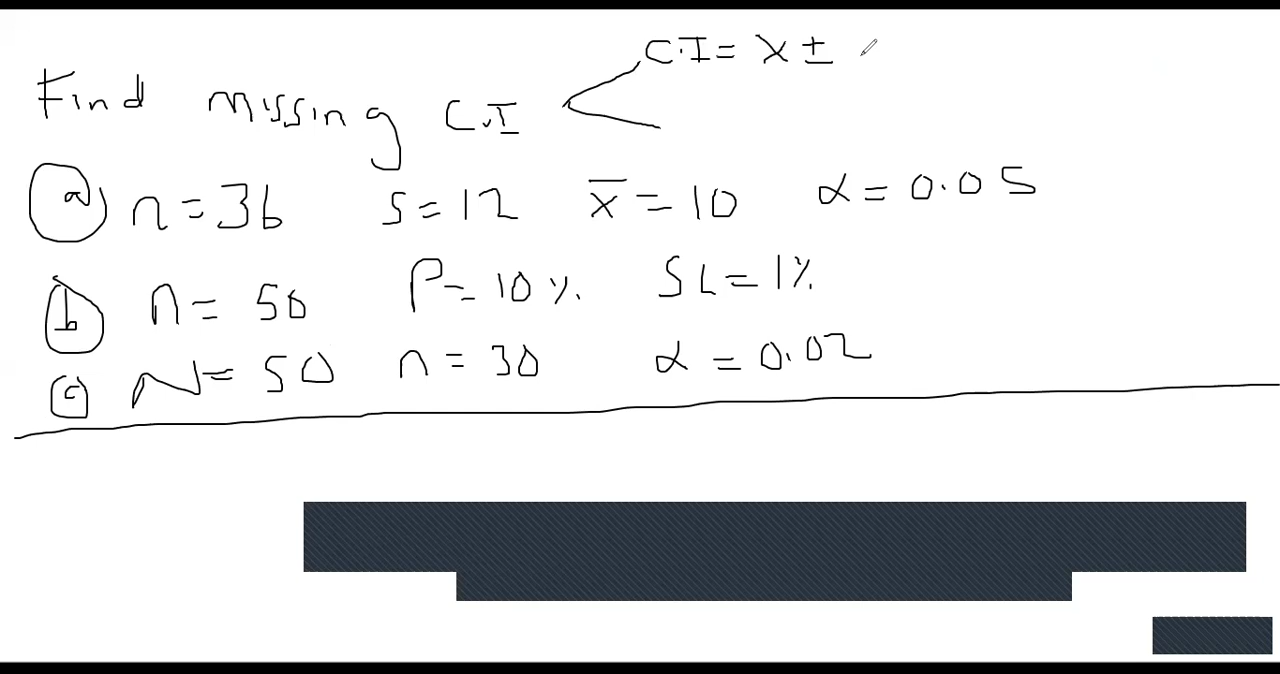 C.I = x ±
Find missing C.I
a n = 36 S = 12 x̄ = 10 α = 0.05
b n = 50 P = 10 %. SL = 1%
c N = 50 n = 30 α = 0.02